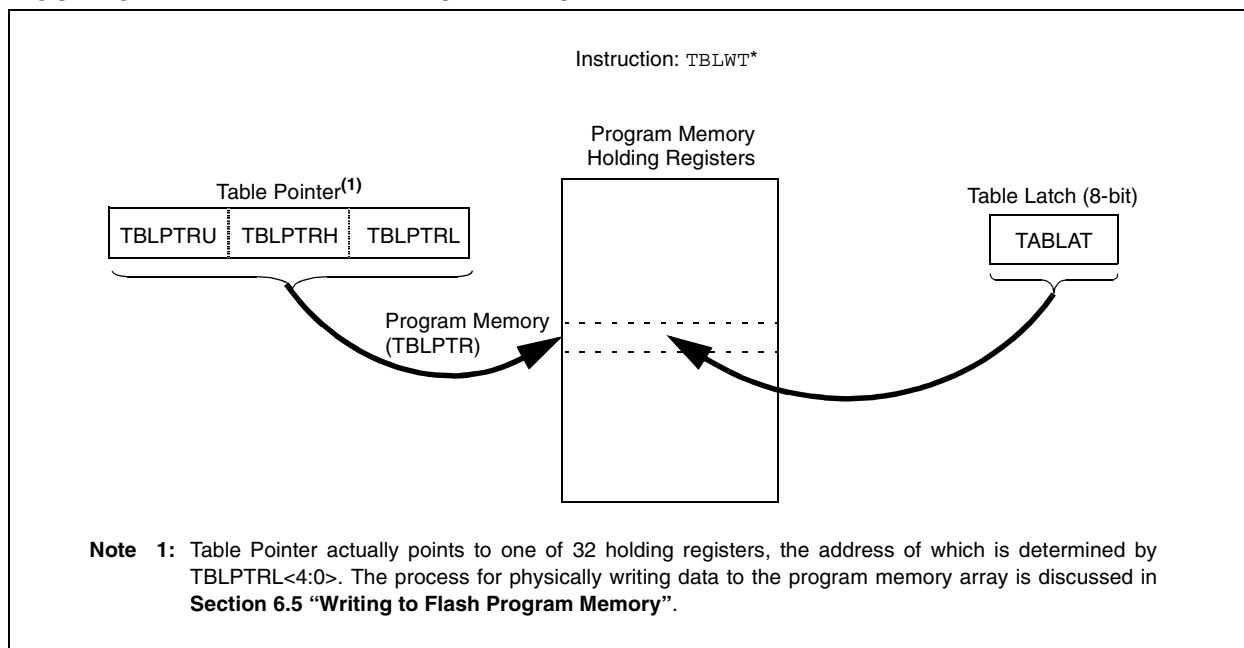 Instruction: TBLWT*
Program Memory
Holding Registers
Table Pointer(1)
Table Latch (8-bit)
TBLPTRU TBLPTRH TBLPTRL
TABLAT
Program Memory
(TBLPTR)
Note 1: Table Pointer actually points to one of 32 holding registers, the address of which is determined by
TBLPTRL<4:0>. The process for physically writing data to the program memory array is discussed in
Section 6.5 “Writing to Flash Program Memory”.